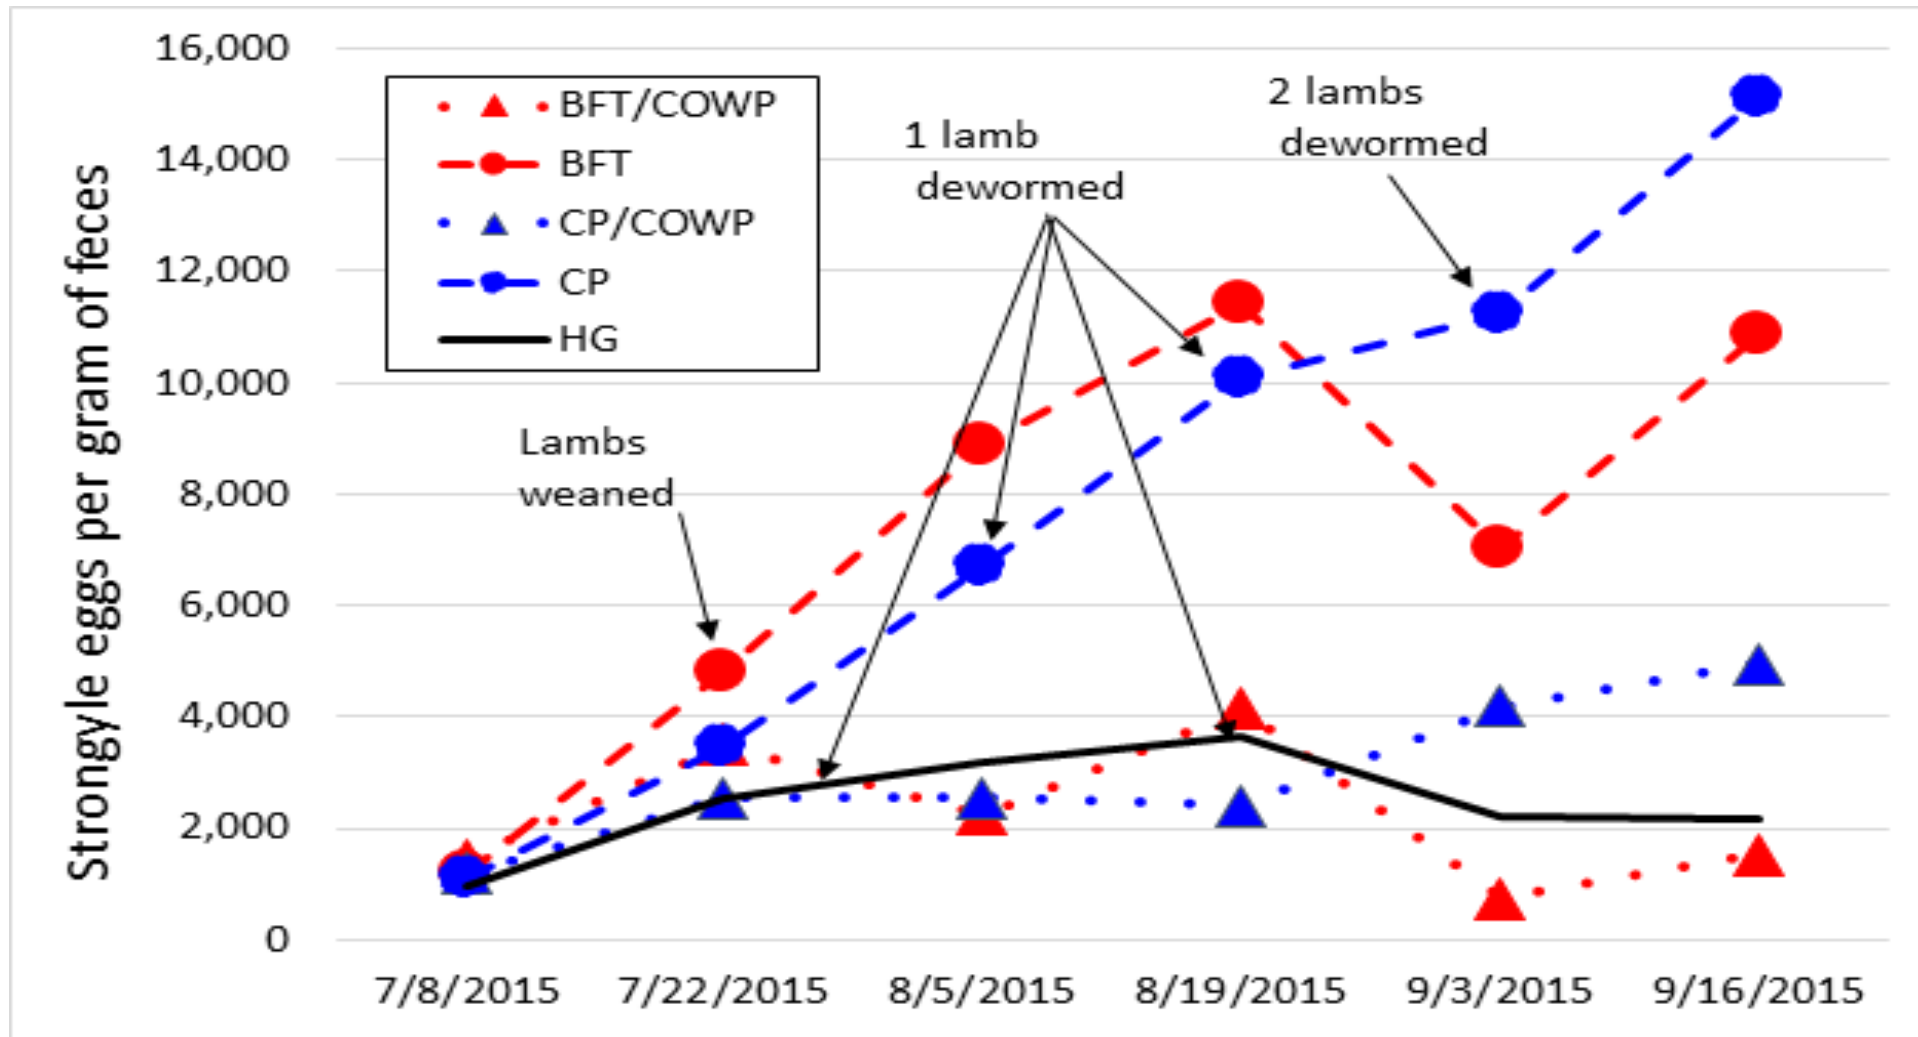 Strongyle eggs per gram of feces
16,000
14,000
12,000
10,000
8,000
6,000
4,000
2,000
0
BFT/COWP
BFT
CP/COWP
CP
HG
Lambs
weaned
1 lamb
dewormed
2 lambs
dewormed
7/8/2015
7/22/2015
8/5/2015
8/19/2015
9/3/2015
9/16/2015